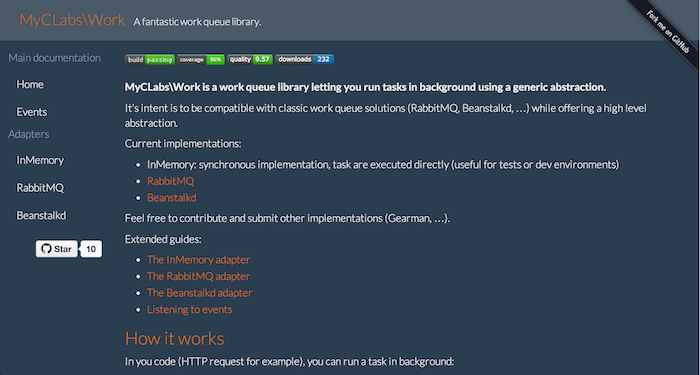 MyCLabs\Work A fantastic work queue library.
Fork me on GitHub
Main documentation
Home
Events
Adapters
InMemory
RabbitMQ
Beanstalkd
Star 10
build passing coverage 96% quality 9.57 downloads 232
MyCLabs\Work is a work queue library letting you run tasks in background using a generic abstraction.
It's intent is to be compatible with classic work queue solutions (RabbitMQ, Beanstalkd, …) while offering a high level
abstraction.
Current implementations:
• InMemory: synchronous implementation, task are executed directly (useful for tests or dev environments)
• RabbitMQ
• Beanstalkd
Feel free to contribute and submit other implementations (Gearman, …).
Extended guides:
• The InMemory adapter
• The RabbitMQ adapter
• The Beanstalkd adapter
• Listening to events
How it works
In you code (HTTP request for example), you can run a task in background: